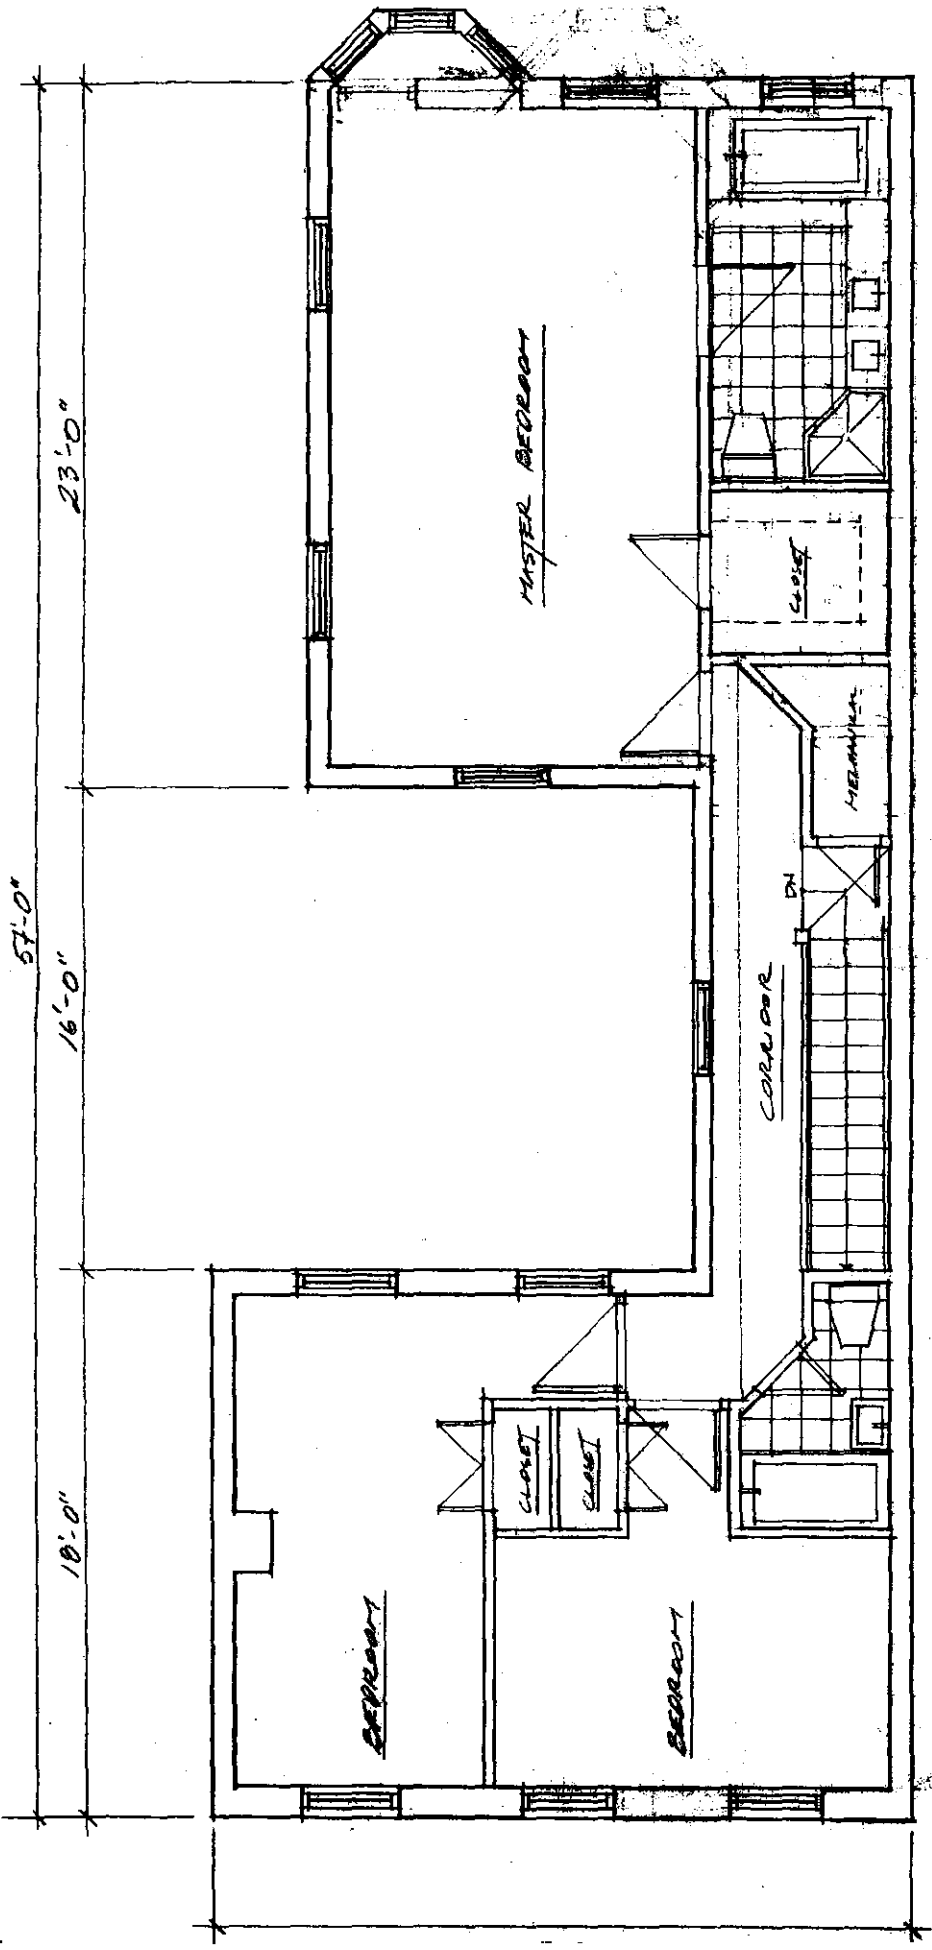 57'-0"
23'-0"
16'-0"
18'-0"
MASTER BEDROOM
CLOSET
MECHANICAL
DN
CORRIDOR
CLOSET
CLOSET
BEDROOM
BEDROOM